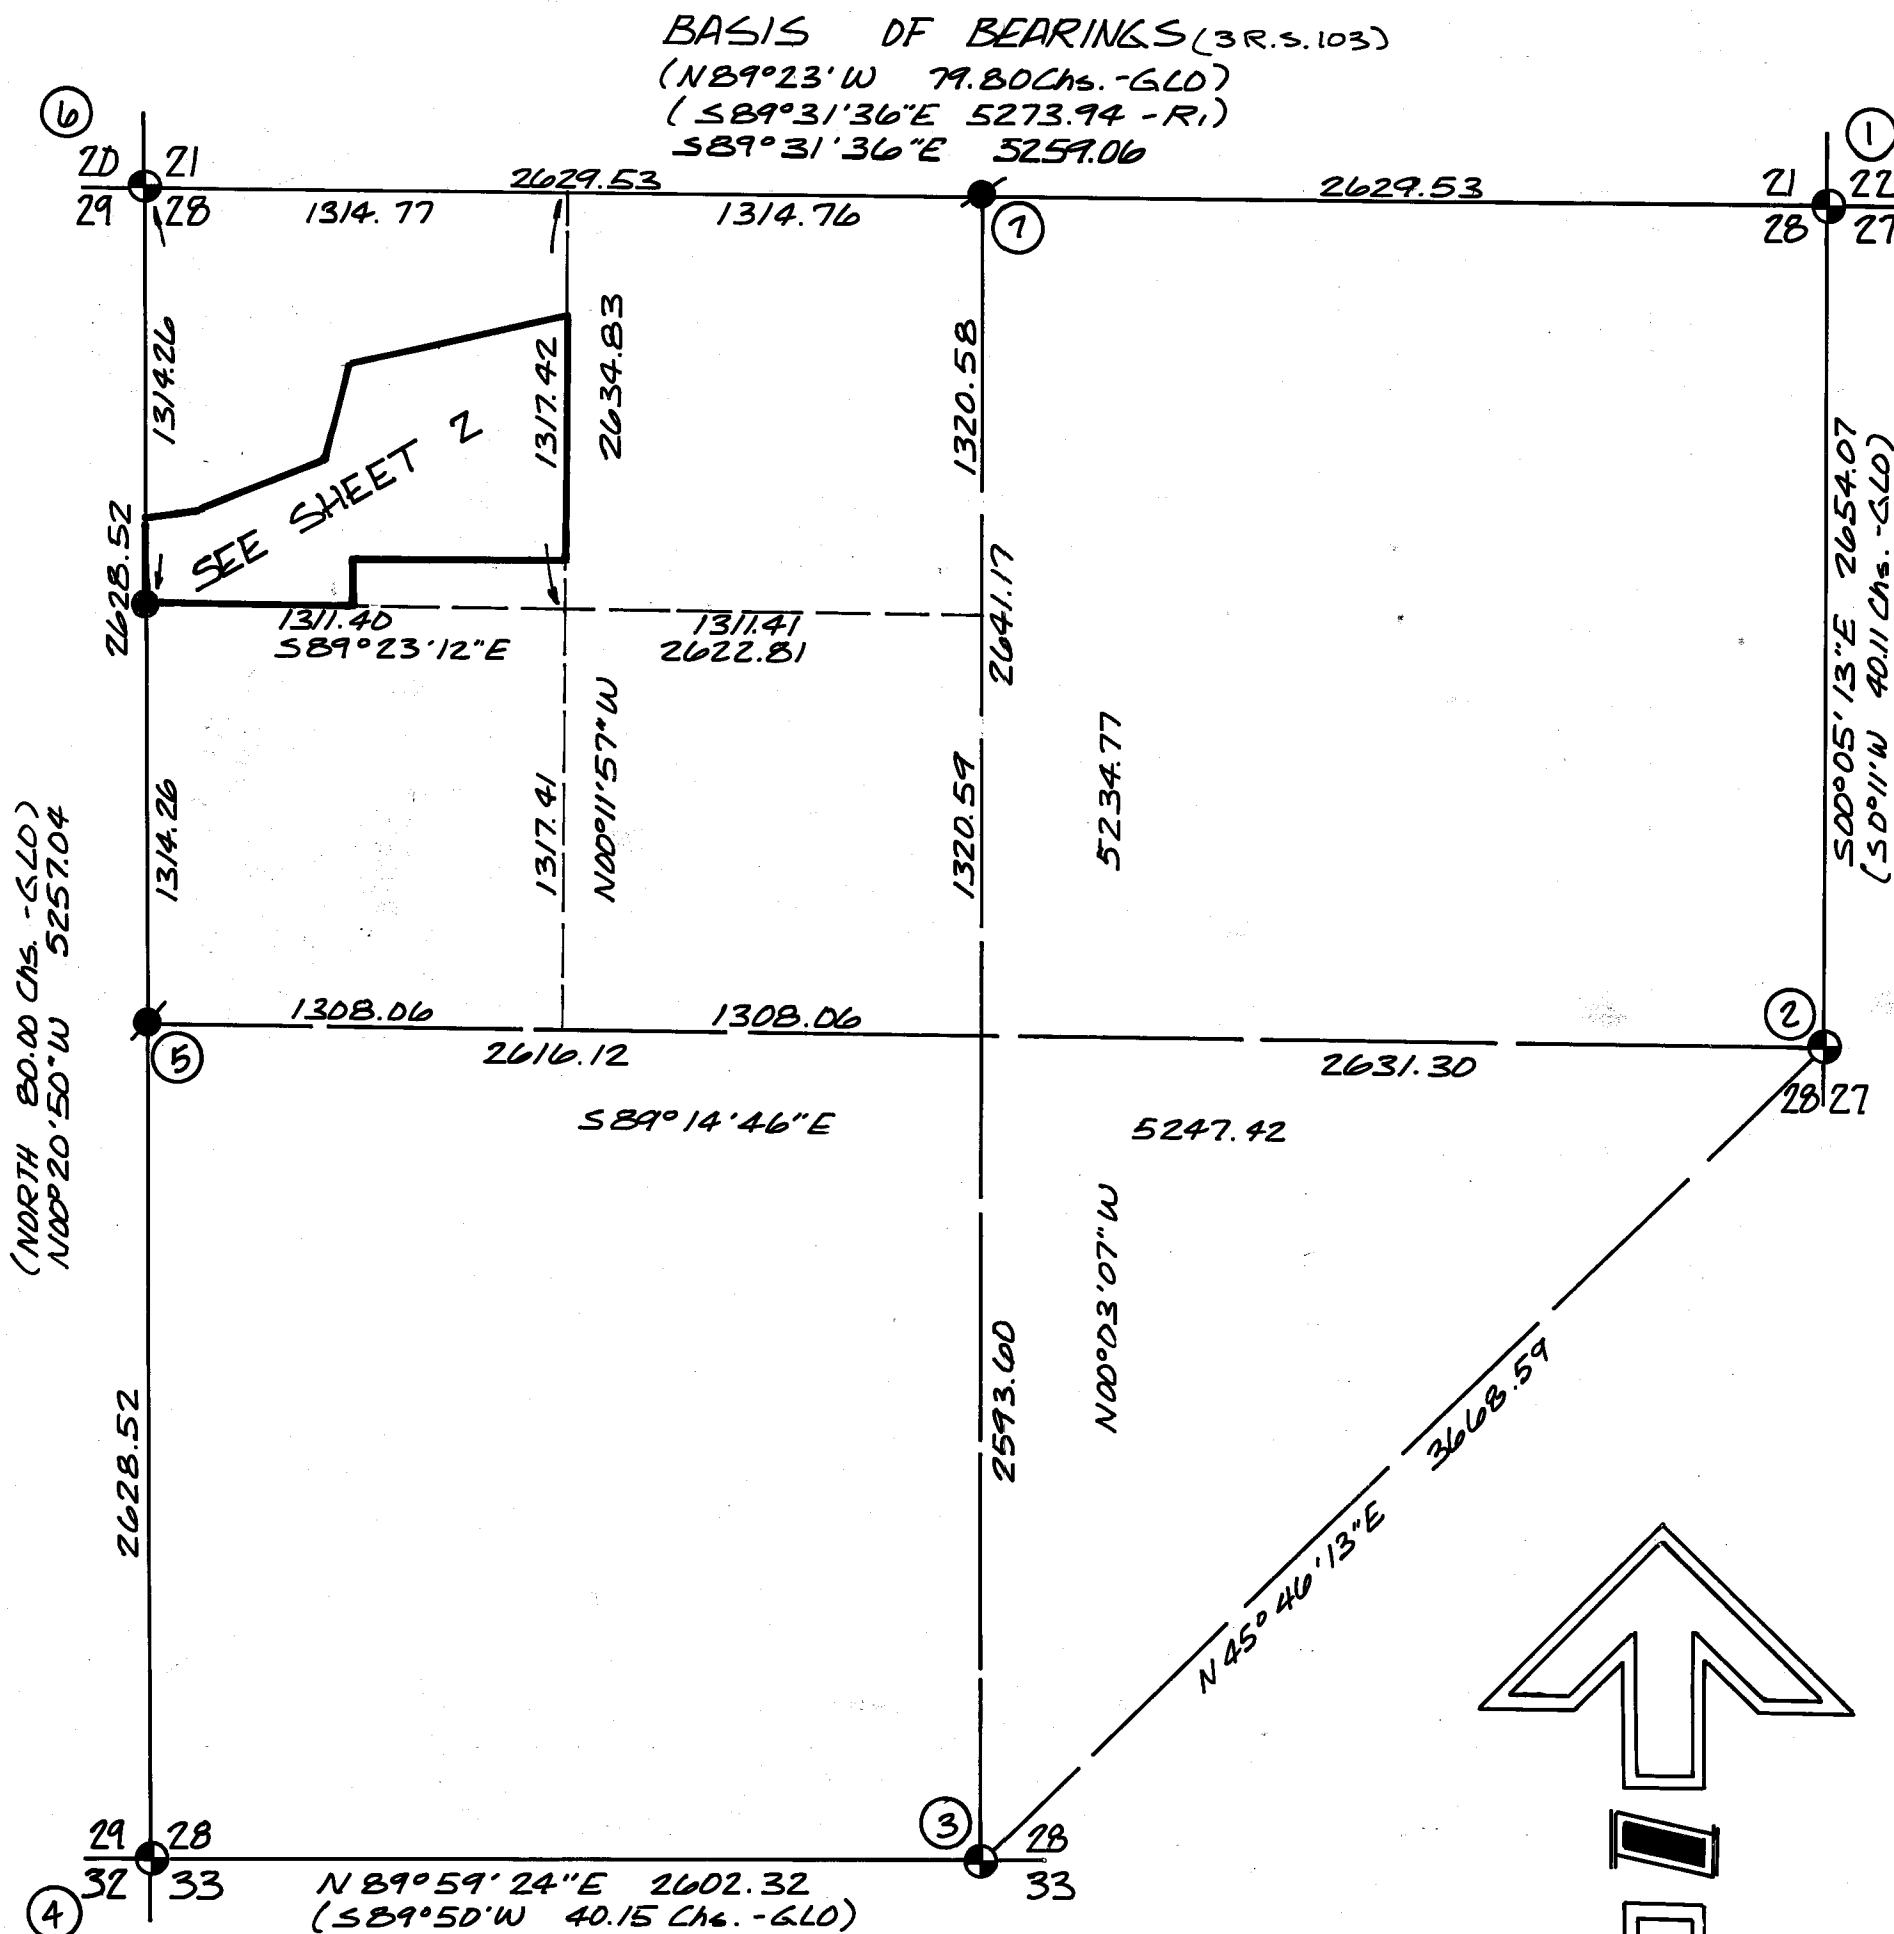 BASIS OF BEARINGS (3 R.S. 103)
(N89°23'W 79.80 Chs. - GLO)
(S89°31'36"E 5273.94 - R1)
S89°31'36"E 5259.06
6
1
20 21
29 28
2629.53
1314.77
1314.76
7
2629.53
21 22
28 27
1314.26
1317.42
2634.83
1320.58
SEE SHEET 2
2628.52
2641.17
S00°05'13"E 2654.07
(S0°11'W 40.11 Chs. - GLO)
1311.40
S89°23'12"E
1311.41
2622.81
1314.26
1317.41
N00°11'57"W
1320.59
5234.77
(NORTH 80.00 Chs. - GLO)
N00°20'50"W 5257.04
5
1308.06
1308.06
2616.12
2631.30
2
28 27
S89°14'46"E
5247.42
N00°03'07"W
2593.60
2628.52
N45°46'13"E 3668.59
29 28
32 33
4
3
28
33
N89°59'24"E 2602.32
(S89°50'W 40.15 Chs. - GLO)